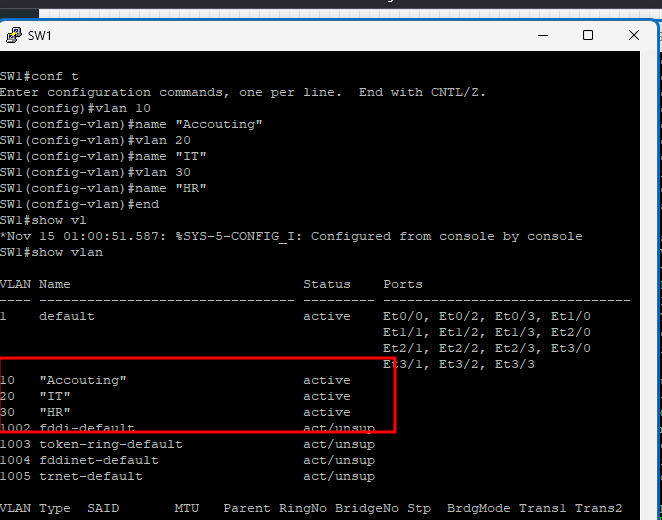 SW1
SW1#conf t
Enter configuration commands, one per line.  End with CNTL/Z.
SW1(config)#vlan 10
SW1(config-vlan)#name "Accouting"
SW1(config-vlan)#vlan 20
SW1(config-vlan)#name "IT"
SW1(config-vlan)#vlan 30
SW1(config-vlan)#name "HR"
SW1(config-vlan)#end
SW1#show vl
*Nov 15 01:00:51.587: %SYS-5-CONFIG_I: Configured from console by console
SW1#show vlan
VLAN Name                             Status    Ports
---- -------------------------------- --------- -------------------------------
1    default                          active    Et0/0, Et0/2, Et0/3, Et1/0
                                                Et1/1, Et1/2, Et1/3, Et2/0
                                                Et2/1, Et2/2, Et2/3, Et3/0
                                                Et3/1, Et3/2, Et3/3
10   "Accouting"                      active
20   "IT"                             active
30   "HR"                             active
1002 fddi-default                     act/unsup
1003 token-ring-default               act/unsup
1004 fddinet-default                  act/unsup
1005 trnet-default                    act/unsup
VLAN Type  SAID       MTU   Parent RingNo BridgeNo Stp  BrdgMode Trans1 Trans2